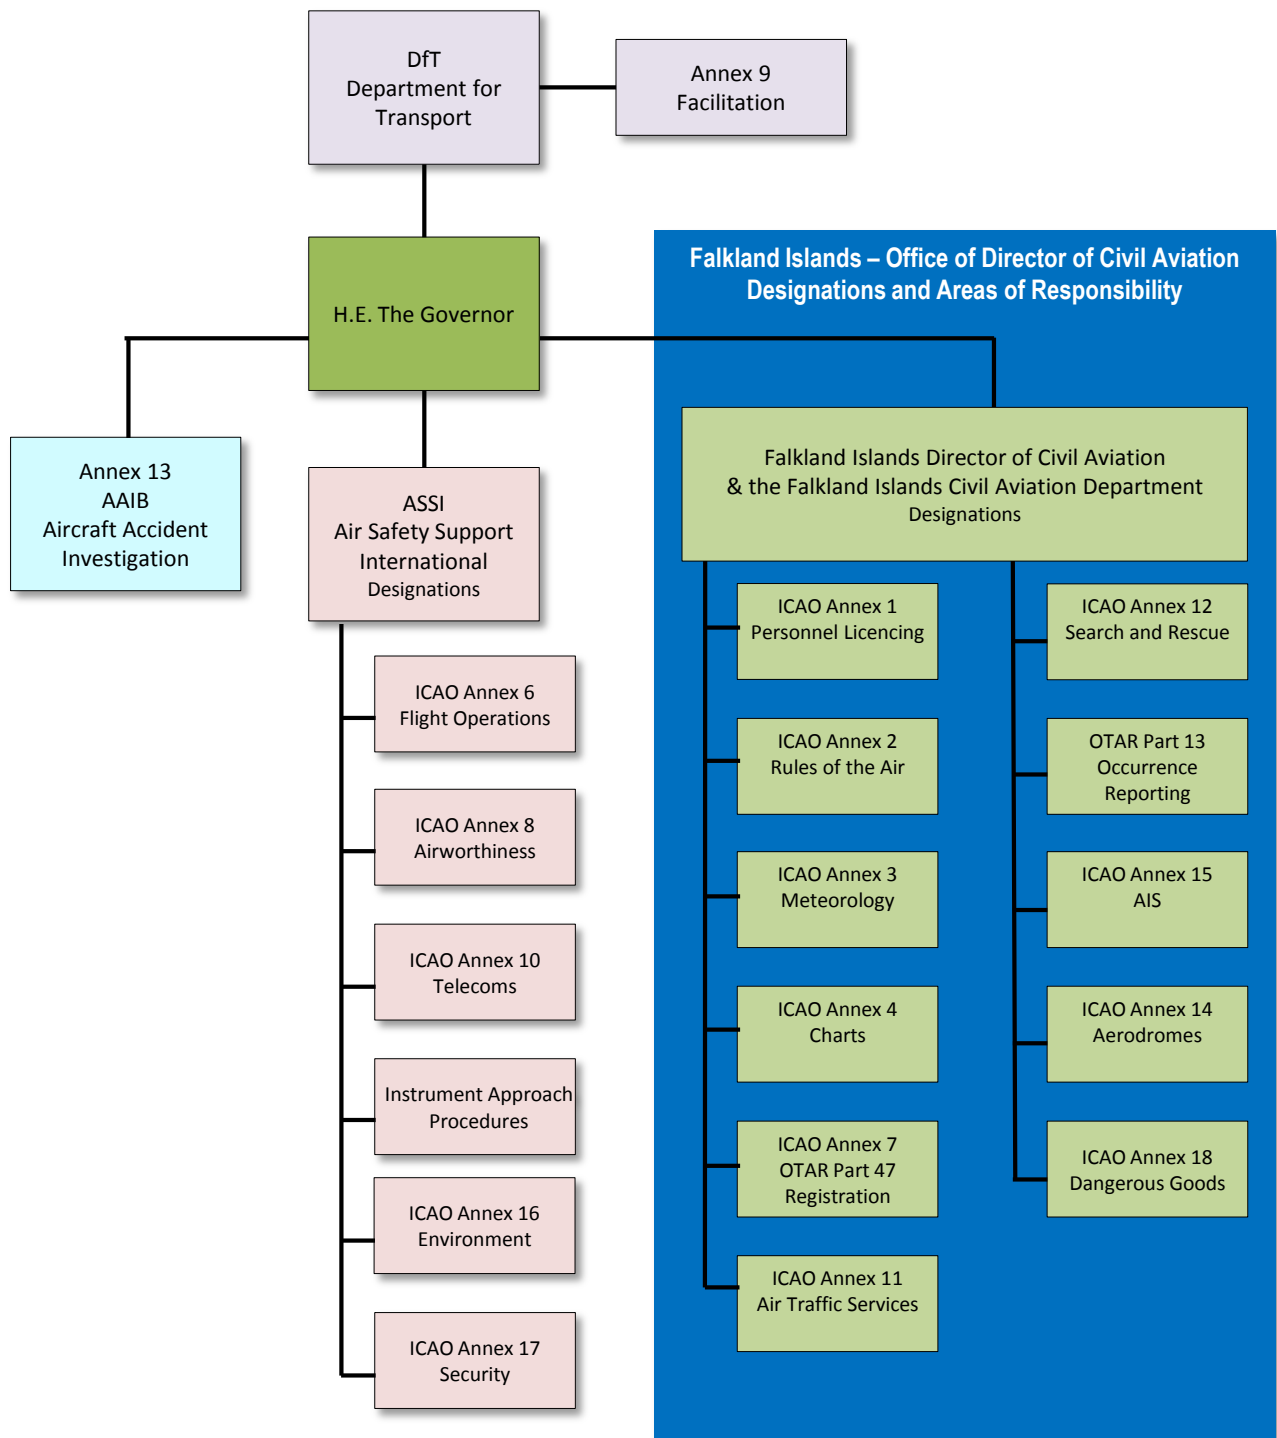 DfT
Department for
Transport
Annex 9
Facilitation
H.E. The Governor
Falkland Islands – Office of Director of Civil Aviation
Designations and Areas of Responsibility
Annex 13
AAIB
Aircraft Accident
Investigation
ASSI
Air Safety Support
International
Designations
ICAO Annex 6
Flight Operations
ICAO Annex 8
Airworthiness
ICAO Annex 10
Telecoms
Instrument Approach
Procedures
ICAO Annex 16
Environment
ICAO Annex 17
Security
Falkland Islands Director of Civil Aviation
& the Falkland Islands Civil Aviation Department
Designations
ICAO Annex 1
Personnel Licencing
ICAO Annex 2
Rules of the Air
ICAO Annex 3
Meteorology
ICAO Annex 4
Charts
ICAO Annex 7
OTAR Part 47
Registration
ICAO Annex 11
Air Traffic Services
ICAO Annex 12
Search and Rescue
OTAR Part 13
Occurrence
Reporting
ICAO Annex 15
AIS
ICAO Annex 14
Aerodromes
ICAO Annex 18
Dangerous Goods